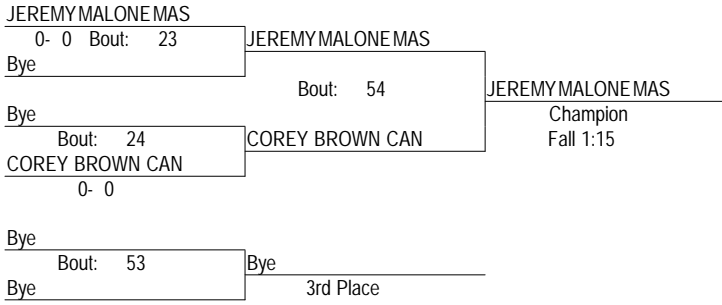 JEREMY MALONE MAS
0- 0 Bout: 23
JEREMY MALONE MAS
Bye
Bout: 54
JEREMY MALONE MAS
Bye
Champion
Bout: 24
COREY BROWN CAN
Fall 1:15
COREY BROWN CAN
0- 0
Bye
Bout: 53
Bye
Bye
3rd Place